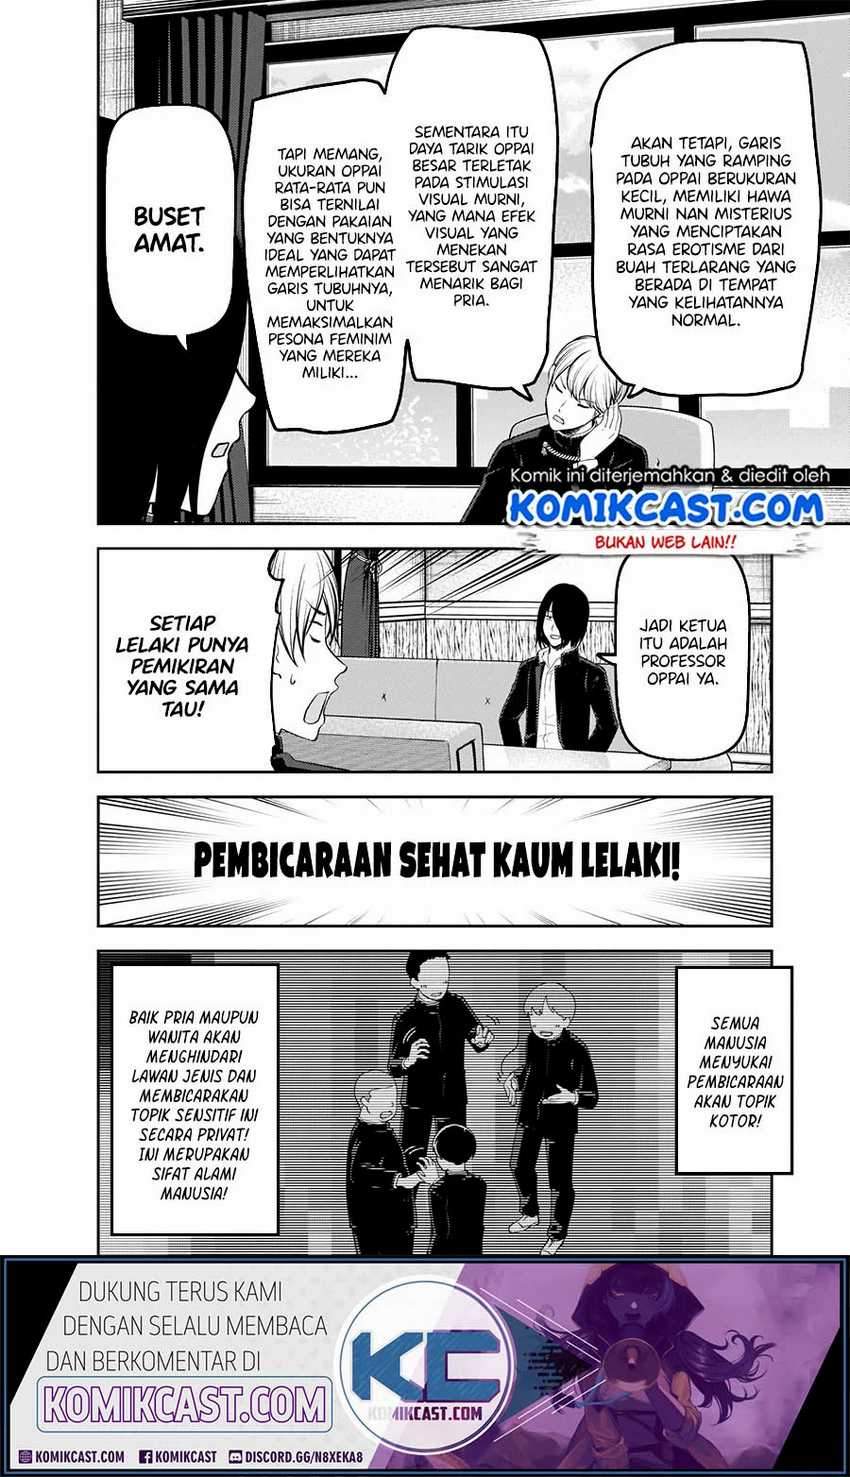 AKAN TETAPI, GARIS
TUBUH YANG RAMPING
PADA OPPAI BERUKURAN
KECIL, MEMILIKI HAWA
MURNI NAN MISTERIUS
YANG MENCIPTAKAN
RASA EROTISME DARI
BUAH TERLARANG YANG
BERADA DI TEMPAT
YANG KELIHATANNYA
NORMAL.
SEMENTARA ITU
DAYA TARIK OPPAI
BESAR TERLETAK
PADA STIMULASI
VISUAL MURNI,
YANG MANA EFEK
VISUAL YANG
MENEKAN
TERSEBUT SANGAT
MENARIK BAGI
PRIA.
TAPI MEMANG,
UKURAN OPPAI
RATA-RATA PUN
BISA TERNILAI
DENGAN PAKAIAN
YANG BENTUKNYA
IDEAL YANG DAPAT
MEMPERLIHATKAN
GARIS TUBUHNYA,
UNTUK
MEMAKSIMALKAN
PESONA FEMINIM
YANG MEREKA
MILIKI...
BUSET
AMAT.
Komik ini diterjemahkan & diedit oleh
KOMIKCAST.COM
BUKAN WEB LAIN!!
JADI KETUA
ITU ADALAH
PROFESSOR
OPPAI YA.
SETIAP
LELAKI PUNYA
PEMIKIRAN
YANG SAMA
TAU!
PEMBICARAAN SEHAT KAUM LELAKI!
SEMUA
MANUSIA
MENYUKAI
PEMBICARAAN
AKAN TOPIK
KOTOR!
BAIK PRIA MAUPUN
WANITA AKAN
MENGHINDARI
LAWAN JENIS DAN
MEMBICARAKAN
TOPIK SENSITIF INI
SECARA PRIVAT!
INI MERUPAKAN
SIFAT ALAMI
MANUSIA!
DUKUNG TERUS KAMI
DENGAN SELALU MEMBACA
DAN BERKOMENTAR DI
KOMIKCAST.COM
KC
KOMIKCAST.COM
KOMIKCAST.COM KOMIKCAST DISCORD.GG/N8XEKA8